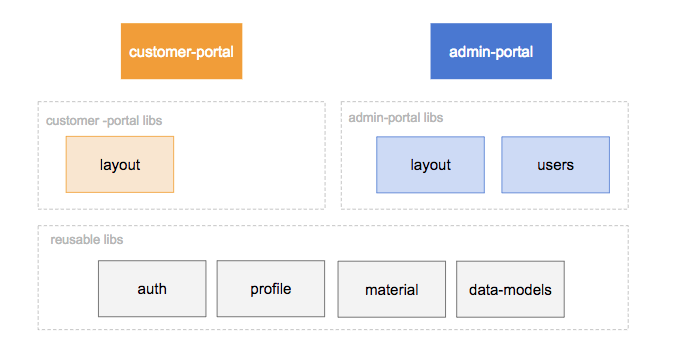 customer-portal
admin-portal
customer -portal libs
admin-portal libs
layout
layout
users
reusable libs
auth
profile
material
data-models